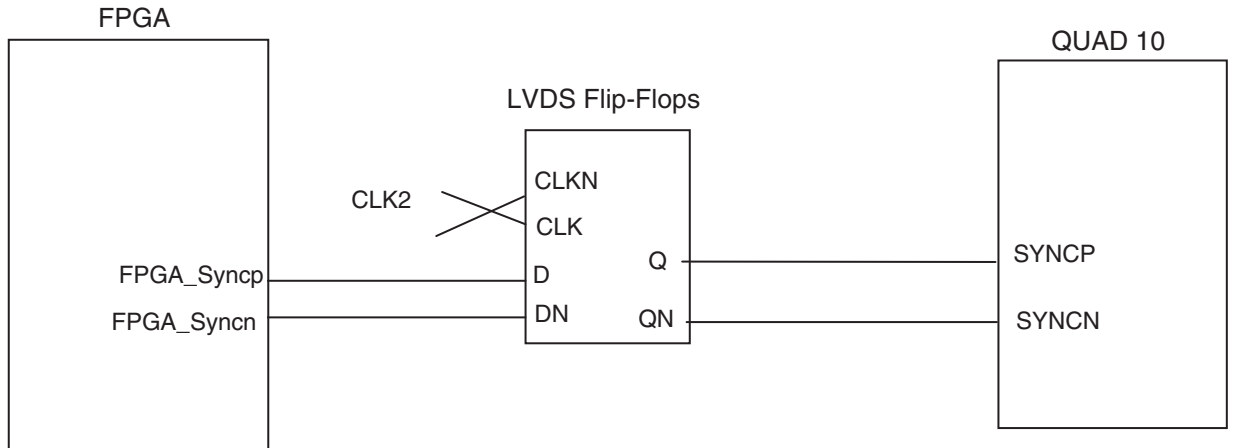 FPGA
QUAD 10
LVDS Flip-Flops
CLKN
CLK2
CLK
FPGA_Syncp
D
Q
SYNCP
FPGA_Syncn
DN
QN
SYNCN